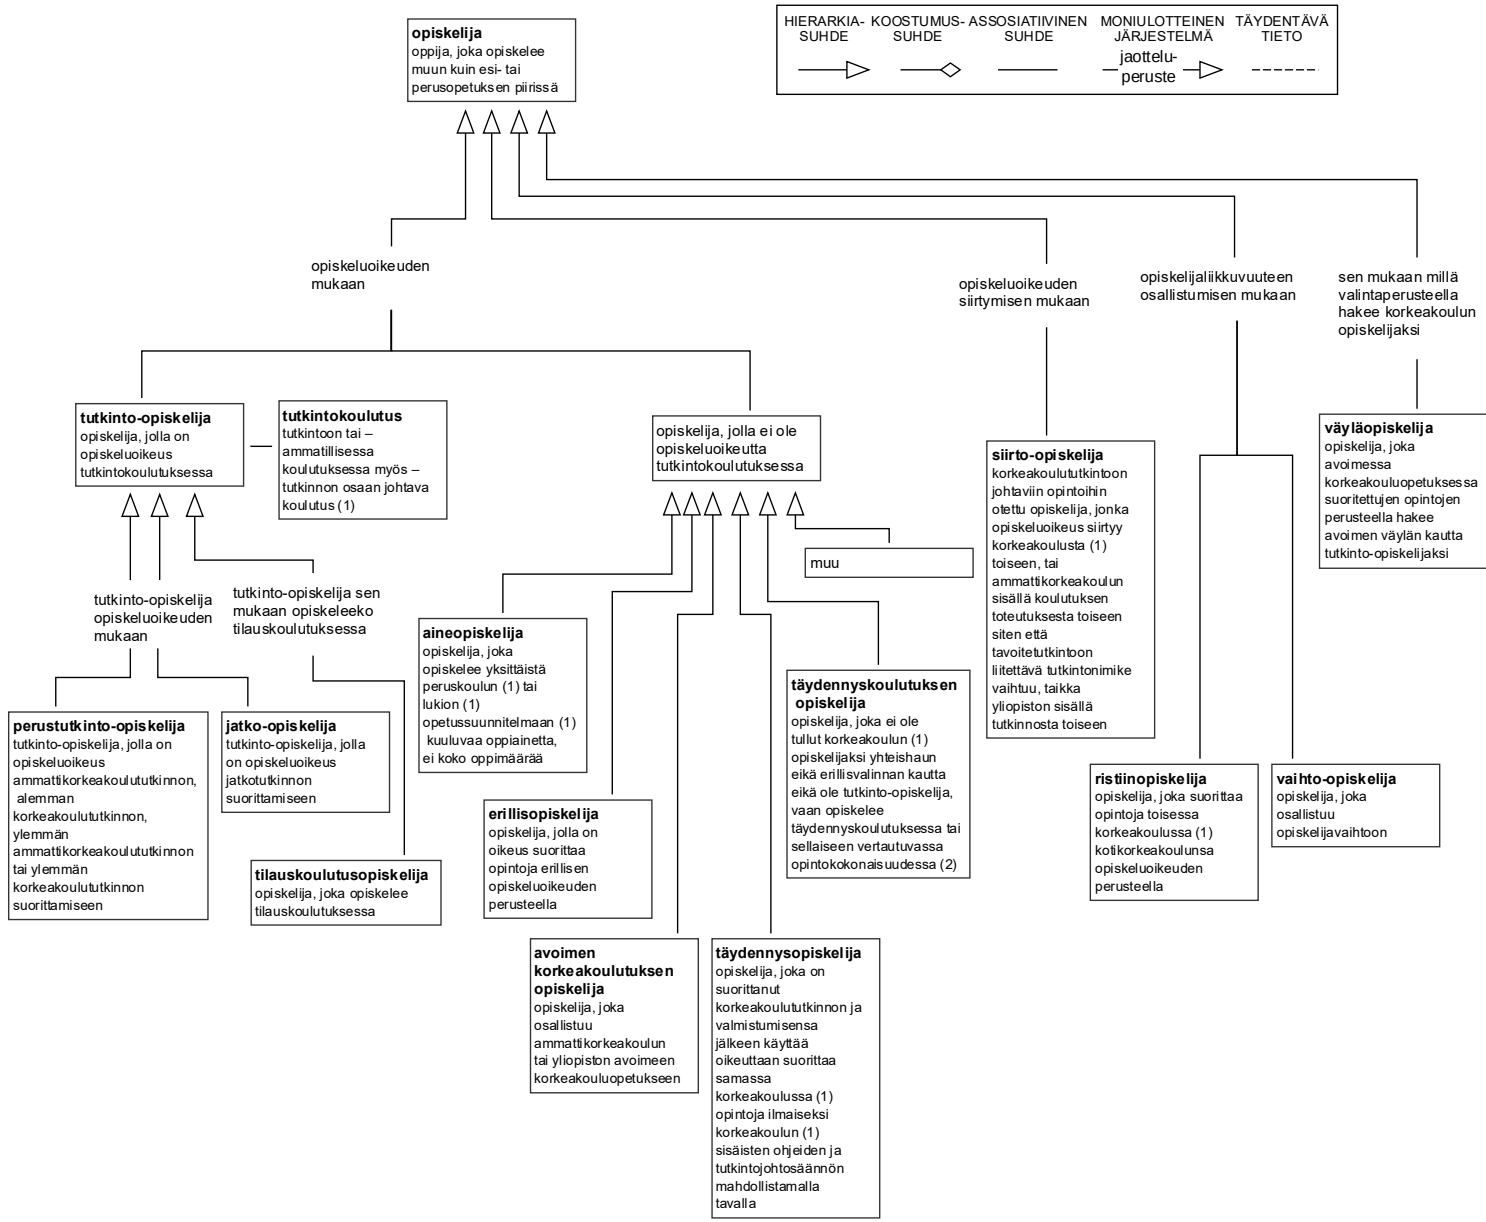 opiskelija
oppija, joka opiskelee
muun kuin esi- tai
perusopetuksen piirissä
HIERARKIA-
SUHDE
KOOSTUMUS-
SUHDE
ASSOSIATIIVINEN
SUHDE
MONIULOTTEINEN
JÄRJESTELMÄ
jaottelu-
peruste
TÄYDENTÄVÄ
TIETO
opiskeluoikeuden
mukaan
opiskeluoikeuden
siirtymisen mukaan
opiskelijaliikkuvuuteen
osallistumisen mukaan
sen mukaan millä
valintaperusteella
hakee korkeakoulun
opiskelijaksi
tutkinto-opiskelija
opiskelija, jolla on
opiskeluoikeus
tutkintokoulutuksessa
tutkintokoulutus
tutkintoon tai –
ammatillisessa
koulutuksessa myös –
tutkinnon osaan johtava
koulutus (1)
opiskelija, jolla ei ole
opiskeluoikeutta
tutkintokoulutuksessa
siirto-opiskelija
korkeakoulututkintoon
johtaviin opintoihin
otettu opiskelija, jonka
opiskeluoikeus siirtyy
korkeakoulusta (1)
toiseen, tai
ammattikorkeakoulun
sisällä koulutuksen
toteutuksesta toiseen
siten että
tavoitetutkintoon
liitettävä tutkintonimike
vaihtuu, taikka
yliopiston sisällä
tutkinnosta toiseen
väyläopiskelija
opiskelija, joka
avoimessa
korkeakouluopetuksessa
suoritettujen opintojen
perusteella hakee
avoimen väylän kautta
tutkinto-opiskelijaksi
muu
tutkinto-opiskelija
opiskeluoikeuden
mukaan
tutkinto-opiskelija sen
mukaan opiskeleeko
tilauskoulutuksessa
aineopiskelija
opiskelija, joka
opiskelee yksittäistä
peruskoulun (1) tai
lukion (1)
opetussuunnitelmaan (1)
kuuluvaa oppiainetta,
ei koko oppimäärää
täydennyskoulutuksen
opiskelija
opiskelija, joka ei ole
tullut korkeakoulun (1)
opiskelijaksi yhteishaun
eikä erillisvalinnan kautta
eikä ole tutkinto-opiskelija,
vaan opiskelee
täydennyskoulutuksessa tai
sellaiseen vertautuvassa
opintokokonaisuudessa (2)
perustutkinto-opiskelija
tutkinto-opiskelija, jolla on
opiskeluoikeus
ammattikorkeakoulututkinnon,
alemman
korkeakoulututkinnon,
ylemmän
ammattikorkeakoulututkinnon
tai ylemmän
korkeakoulututkinnon
suorittamiseen
jatko-opiskelija
tutkinto-opiskelija, jolla
on opiskeluoikeus
jatkotutkinnon
suorittamiseen
ristiinopiskelija
opiskelija, joka suorittaa
opintoja toisessa
korkeakoulussa (1)
kotikorkeakoulunsa
opiskeluoikeuden
perusteella
vaihto-opiskelija
opiskelija, joka
osallistuu
opiskelijavaihtoon
erillisopiskelija
opiskelija, jolla on
oikeus suorittaa
opintoja erillisen
opiskeluoikeuden
perusteella
tilauskoulutusopiskelija
opiskelija, joka opiskelee
tilauskoulutuksessa
avoimen
korkeakoulutuksen
opiskelija
opiskelija, joka
osallistuu
ammattikorkeakoulun
tai yliopiston avoimeen
korkeakouluopetukseen
täydennysopiskelija
opiskelija, joka on
suorittanut
korkeakoulututkinnon ja
valmistumisensa
jälkeen käyttää
oikeuttaan suorittaa
samassa
korkeakoulussa (1)
opintoja ilmaiseksi
korkeakoulun (1)
sisäisten ohjeiden ja
tutkintojohtosäännön
mahdollistamalla
tavalla